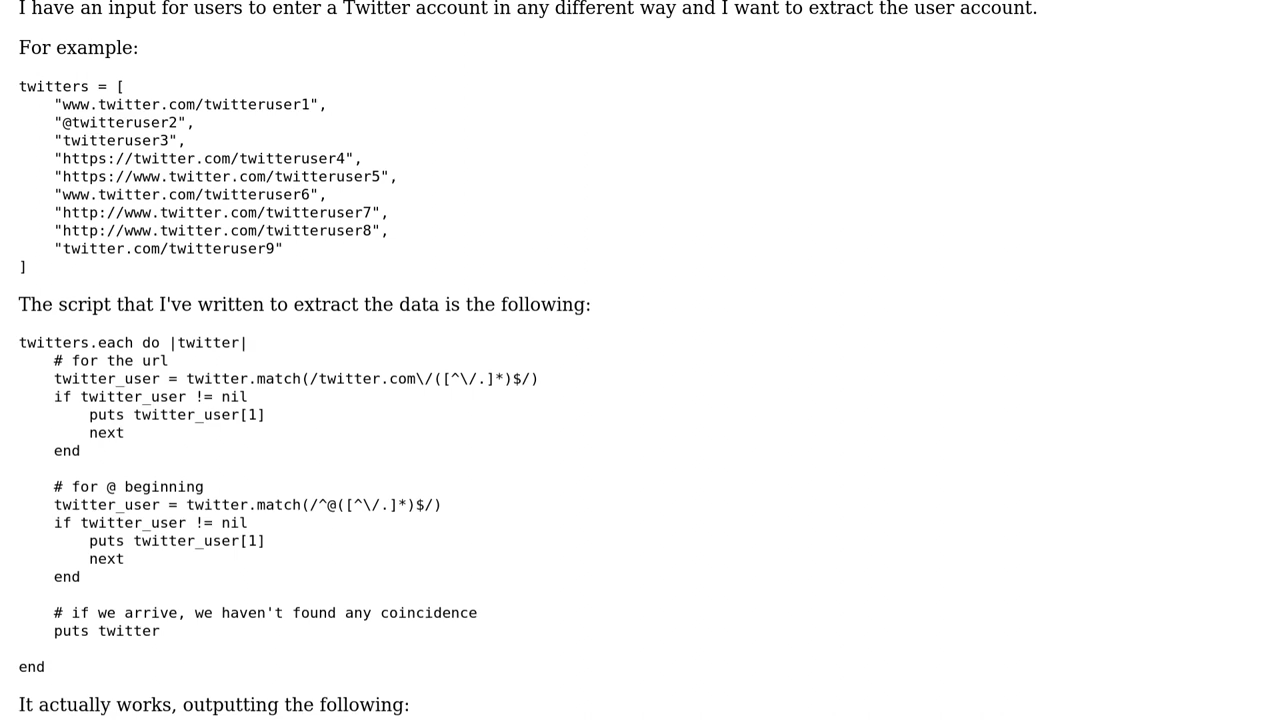 I have an input for users to enter a Twitter account in any different way and I want to extract the user account.
For example:
twitters = [
    "www.twitter.com/twitteruser1",
    "@twitteruser2",
    "twitteruser3",
    "https://twitter.com/twitteruser4",
    "https://www.twitter.com/twitteruser5",
    "www.twitter.com/twitteruser6",
    "http://www.twitter.com/twitteruser7",
    "http://www.twitter.com/twitteruser8",
    "twitter.com/twitteruser9"
]
The script that I've written to extract the data is the following:
twitters.each do |twitter|
    # for the url
    twitter_user = twitter.match(/twitter.com\/([^\/.]*)$/)
    if twitter_user != nil
        puts twitter_user[1]
        next
    end
    # for @ beginning
    twitter_user = twitter.match(/^@([^\/.]*)$/)
    if twitter_user != nil
        puts twitter_user[1]
        next
    end
    # if we arrive, we haven't found any coincidence
    puts twitter
end
It actually works, outputting the following: